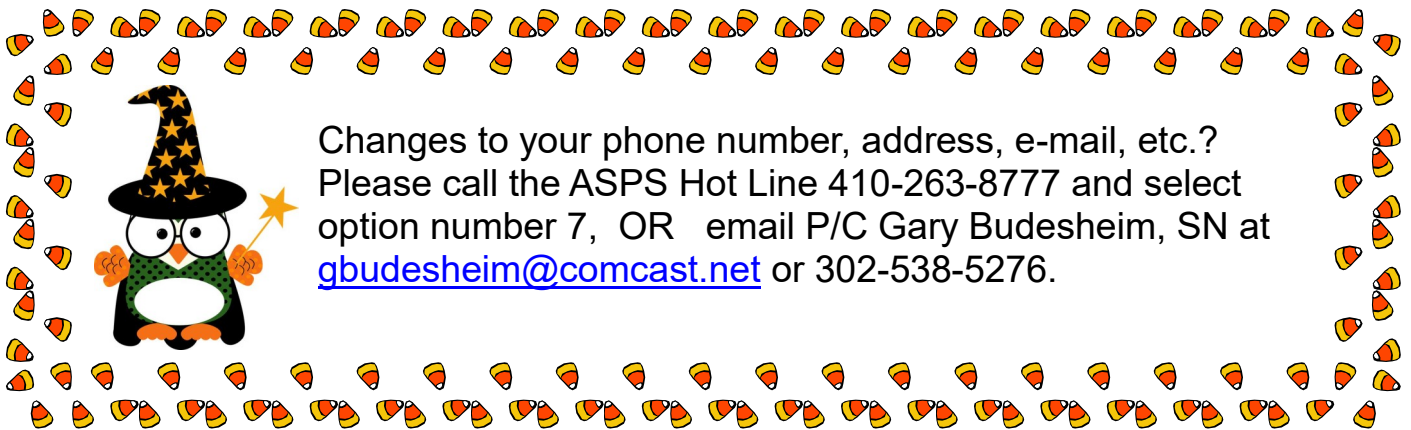 Changes to your phone number, address, e-mail, etc.?
Please call the ASPS Hot Line 410-263-8777 and select
option number 7,  OR   email P/C Gary Budesheim, SN at
gbudesheim@comcast.net or 302-538-5276.